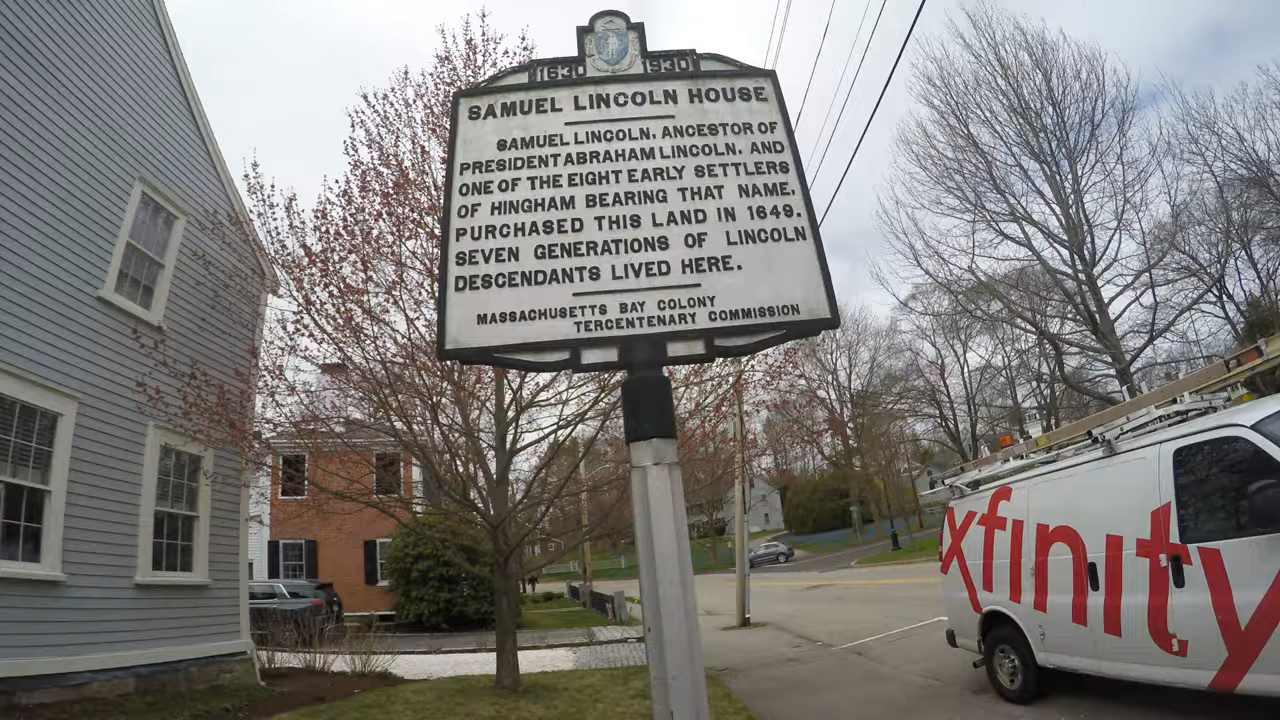 1630 1930
SAMUEL LINCOLN HOUSE
SAMUEL LINCOLN, ANCESTOR OF
PRESIDENT ABRAHAM LINCOLN, AND
ONE OF THE EIGHT EARLY SETTLERS
OF HINGHAM BEARING THAT NAME,
PURCHASED THIS LAND IN 1649.
SEVEN GENERATIONS OF LINCOLN
DESCENDANTS LIVED HERE.
MASSACHUSETTS BAY COLONY
TERCENTENARY COMMISSION
xfinity